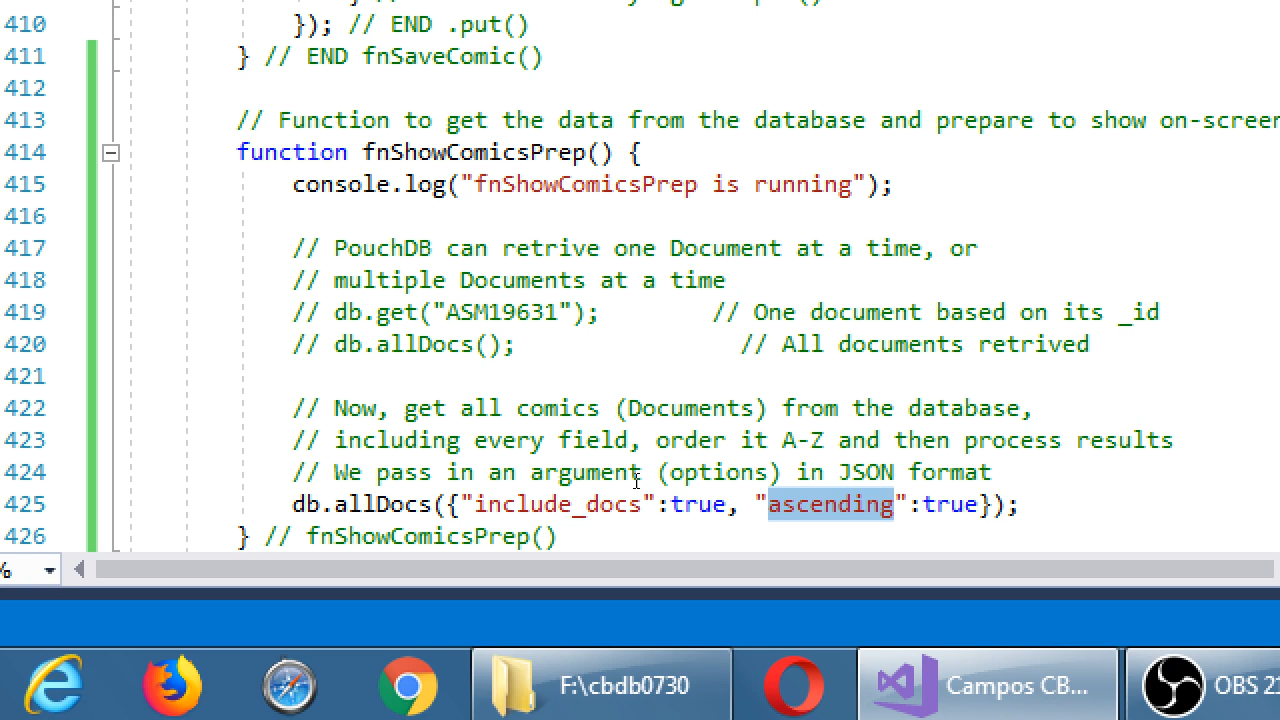 410 }); // END .put()
411 } // END fnSaveComic()
412
413 // Function to get the data from the database and prepare to show on-screen
414 function fnShowComicsPrep() {
415 console.log("fnShowComicsPrep is running");
416
417 // PouchDB can retrive one Document at a time, or
418 // multiple Documents at a time
419 // db.get("ASM19631"); // One document based on its _id
420 // db.allDocs(); // All documents retrived
421
422 // Now, get all comics (Documents) from the database,
423 // including every field, order it A-Z and then process results
424 // We pass in an argument (options) in JSON format
425 db.allDocs({"include_docs":true, "ascending":true});
426 } // fnShowComicsPrep()
%
F:\cbdb0730
Campos CB...
OBS 21